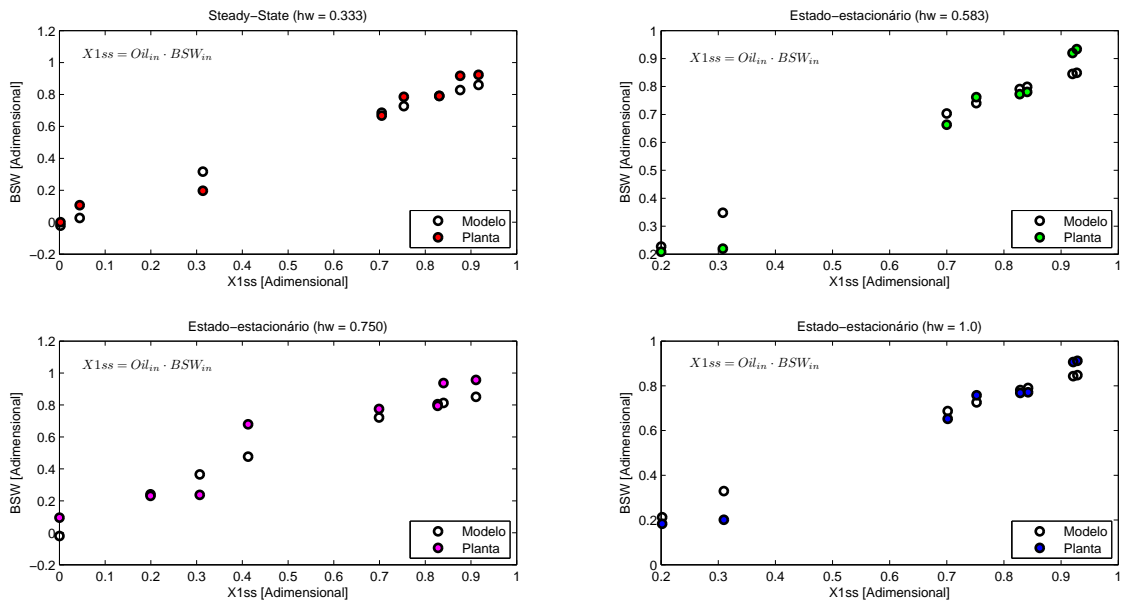 Steady−State (hw = 0.333)
BSW [Adimensional]
1.2
1
0.8
0.6
0.4
0.2
0
−0.2
X1ss = Oil_in · BSW_in
Modelo
Planta
0 0.1 0.2 0.3 0.4 0.5 0.6 0.7 0.8 0.9 1
X1ss [Adimensional]
Estado−estacionário (hw = 0.583)
BSW [Adimensional]
1
0.9
0.8
0.7
0.6
0.5
0.4
0.3
0.2
X1ss = Oil_in · BSW_in
Modelo
Planta
0.2 0.3 0.4 0.5 0.6 0.7 0.8 0.9 1
X1ss [Adimensional]
Estado−estacionário (hw = 0.750)
BSW [Adimensional]
1.2
1
0.8
0.6
0.4
0.2
0
−0.2
X1ss = Oil_in · BSW_in
Modelo
Planta
0 0.1 0.2 0.3 0.4 0.5 0.6 0.7 0.8 0.9 1
X1ss [Adimensional]
Estado−estacionário (hw = 1.0)
BSW [Adimensional]
1
0.8
0.6
0.4
0.2
0
X1ss = Oil_in · BSW_in
Modelo
Planta
0.2 0.3 0.4 0.5 0.6 0.7 0.8 0.9 1
X1ss [Adimensional]